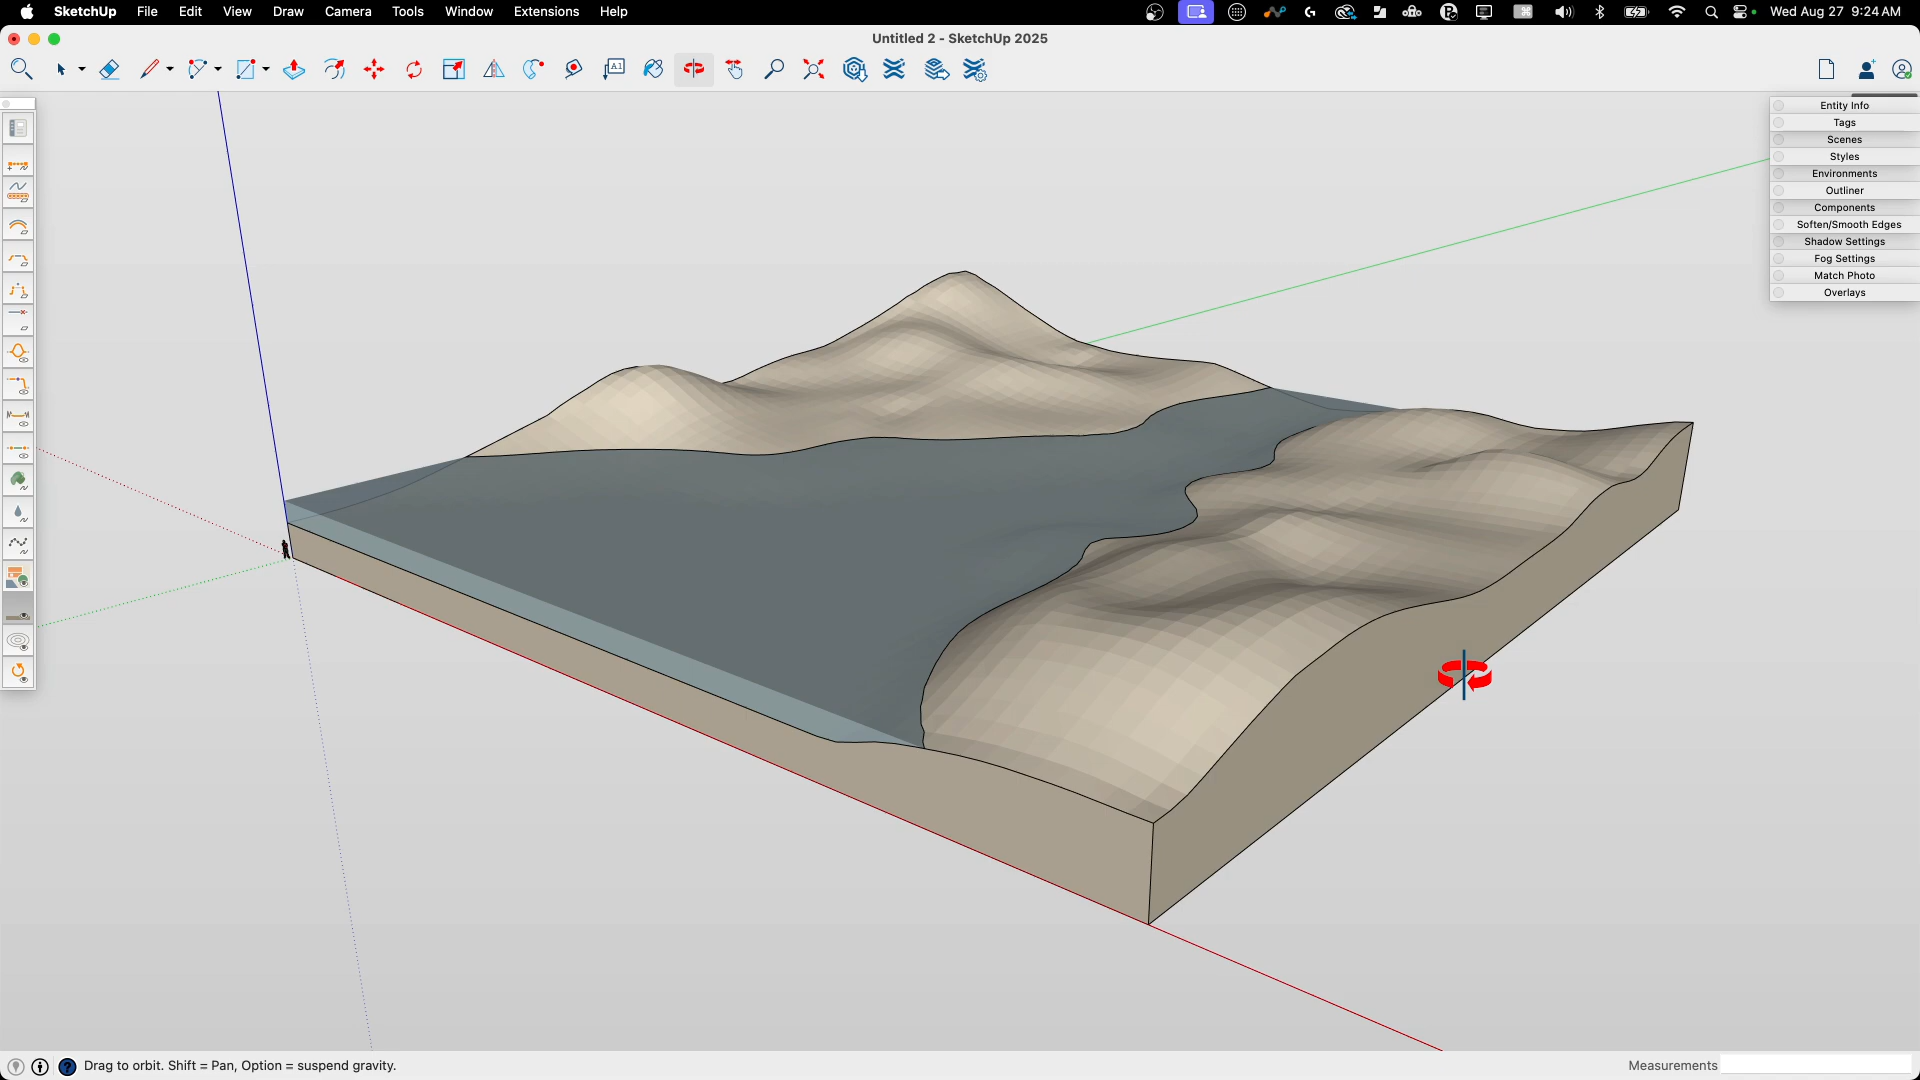 SketchUp File Edit View Draw Camera Tools Window Extensions Help Wed Aug 27 9:24 AM
Untitled 2 - SketchUp 2025
A1
Entity Info
Tags
Scenes
Styles
Environments
Outliner
Components
Soften/Smooth Edges
Shadow Settings
Fog Settings
Match Photo
Overlays
Drag to orbit. Shift = Pan, Option = suspend gravity. Measurements